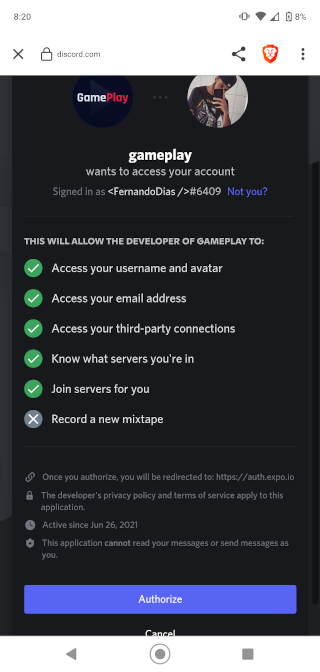 8:20
8%
discord.com
GamePlay
gameplay
wants to access your account
Signed in as <FernandoDias />#6409 Not you?
THIS WILL ALLOW THE DEVELOPER OF GAMEPLAY TO:
Access your username and avatar
Access your email address
Access your third-party connections
Know what servers you're in
Join servers for you
Record a new mixtape
Once you authorize, you will be redirected to: https://auth.expo.io
The developer's privacy policy and terms of service apply to this
application.
Active since Jun 26, 2021
This application cannot read your messages or send messages as
you.
Authorize
Cancel